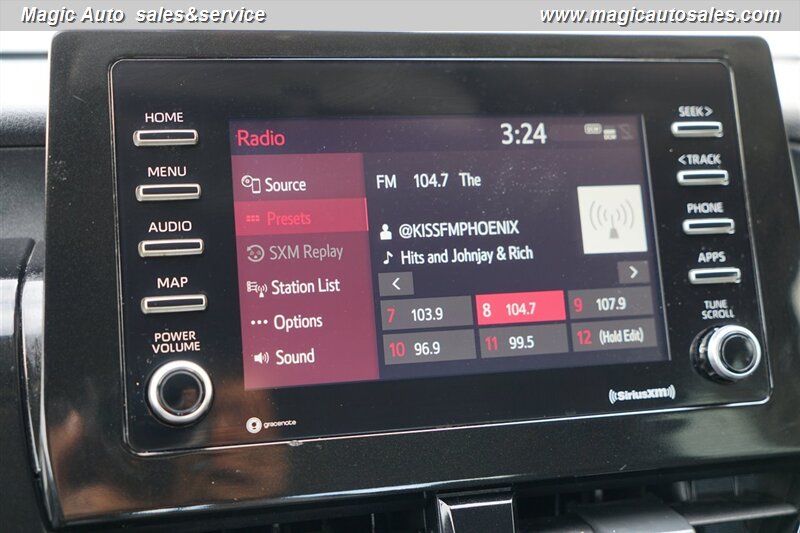 Magic Auto sales&service
www.magicautosales.com
HOME
MENU
AUDIO
MAP
POWER
VOLUME
Radio
3:24
Source
Presets
SXM Replay
Station List
Options
Sound
FM 104.7 The
@KISSFMPHOENIX
Hits and Johnjay & Rich
< >
7 103.9 8 104.7 9 107.9
10 96.9 11 99.5 12 (Hold Edit)
SEEK >
< TRACK
PHONE
APPS
TUNE
SCROLL
gracenote
((SiriusXM))